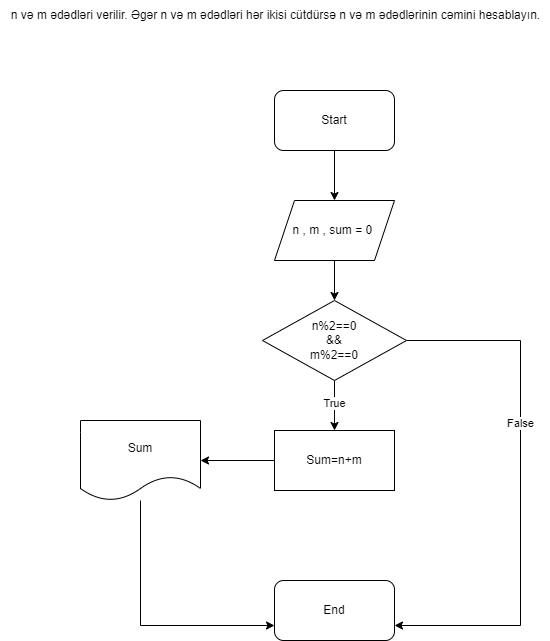 n və m ədədləri verilir. Əgər n və m ədədləri hər ikisi cütdürsə n və m ədədlərinin cəmini hesablayın.
Start
n , m , sum = 0
n%2==0
&&
m%2==0
True
False
Sum
Sum=n+m
End